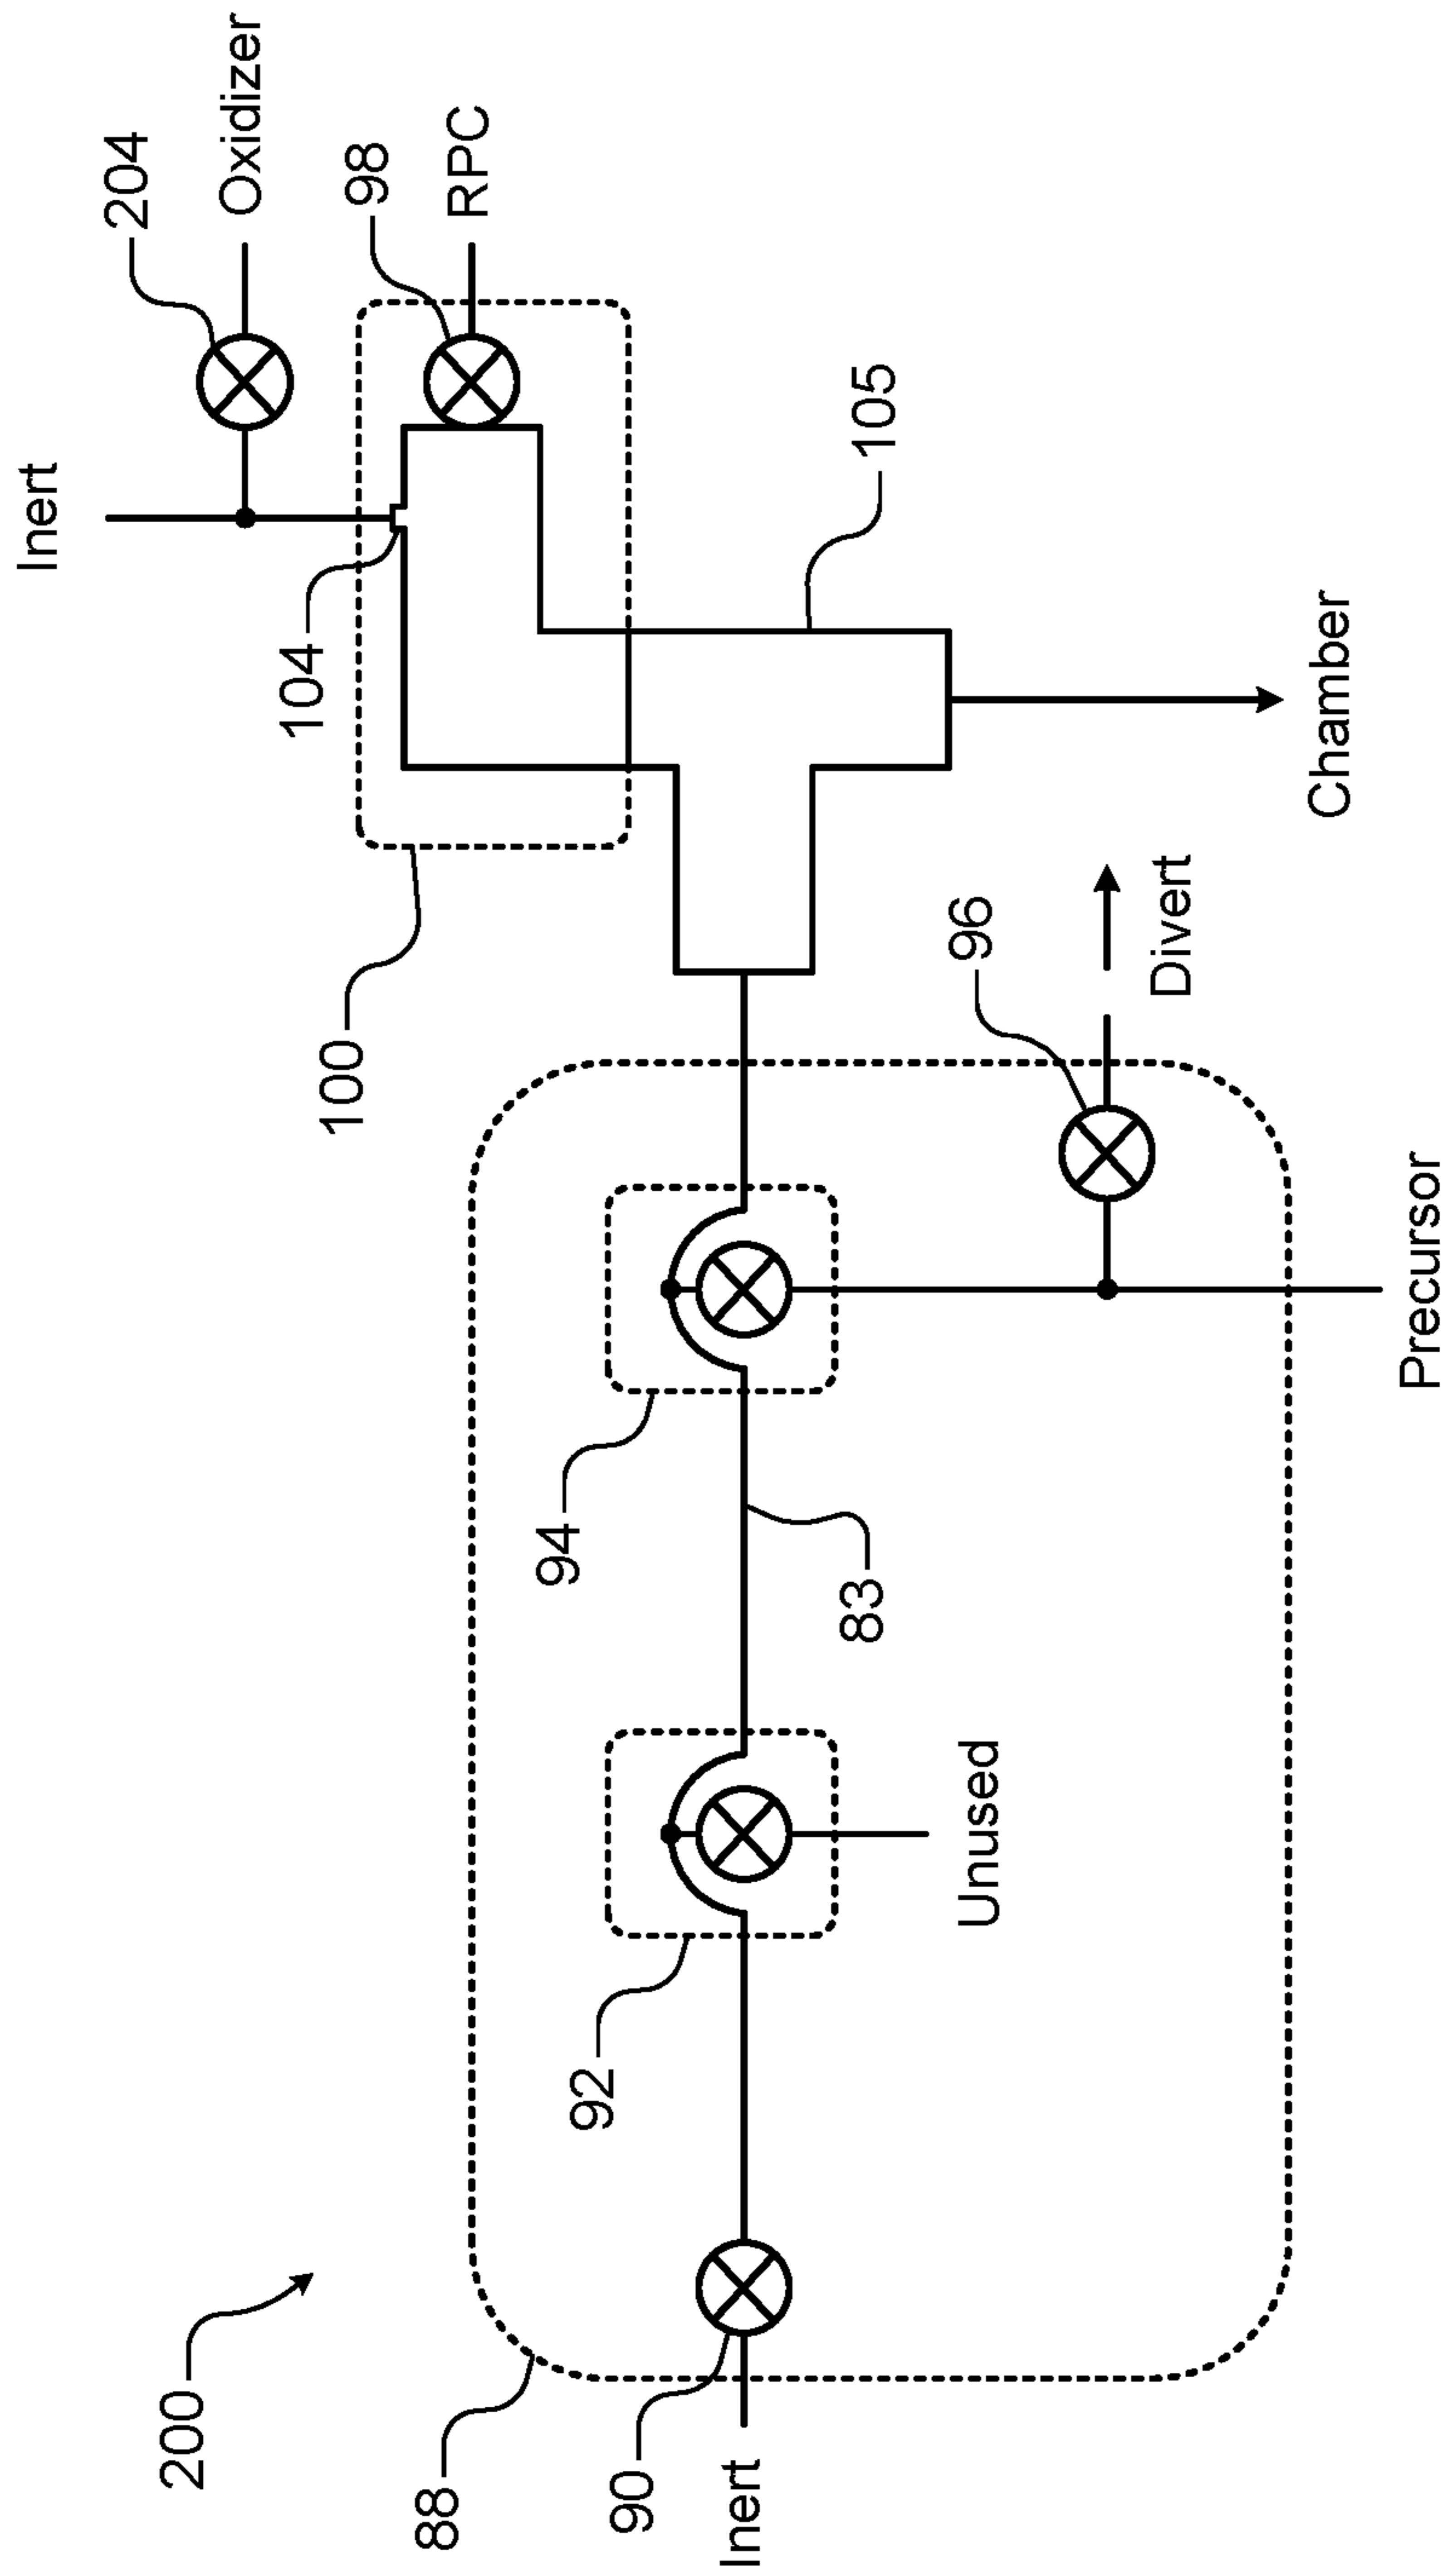 200
Inert
204
Oxidizer
104
98
RPC
100
105
88
94
92
90
Inert
83
96
Unused
Divert
Chamber
Precursor